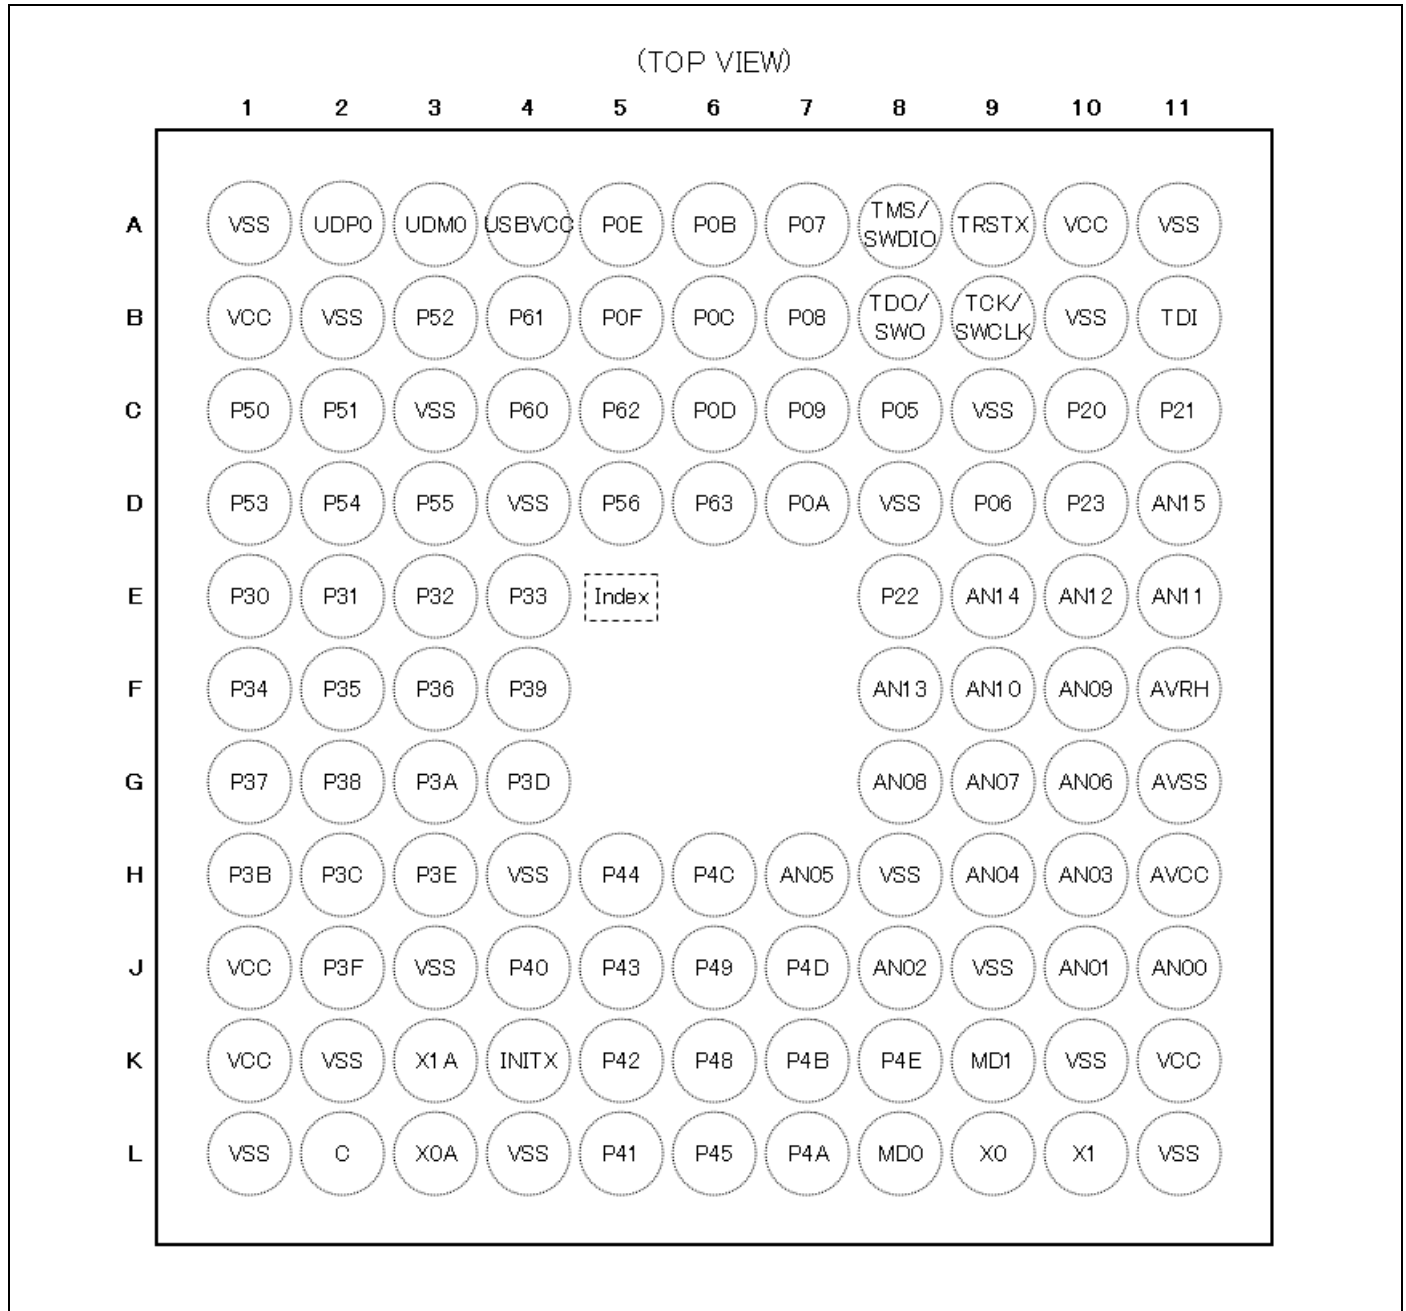 (TOP VIEW)
1 2 3 4 5 6 7 8 9 10 11
A VSS UDP0 UDM0 USBVCC P0E P0B P07 TMS/SWDIO TRSTX VCC VSS
B VCC VSS P52 P61 P0F P0C P08 TDO/SWO TCK/SWCLK VSS TDI
C P50 P51 VSS P60 P62 P0D P09 P05 VSS P20 P21
D P53 P54 P55 VSS P56 P63 P0A VSS P06 P23 AN15
E P30 P31 P32 P33 Index P22 AN14 AN12 AN11
F P34 P35 P36 P39 AN13 AN10 AN09 AVRH
G P37 P38 P3A P3D AN08 AN07 AN06 AVSS
H P3B P3C P3E VSS P44 P4C AN05 VSS AN04 AN03 AVCC
J VCC P3F VSS P40 P43 P49 P4D AN02 VSS AN01 AN00
K VCC VSS X1A INITX P42 P48 P4B P4E MD1 VSS VCC
L VSS C X0A VSS P41 P45 P4A MD0 X0 X1 VSS